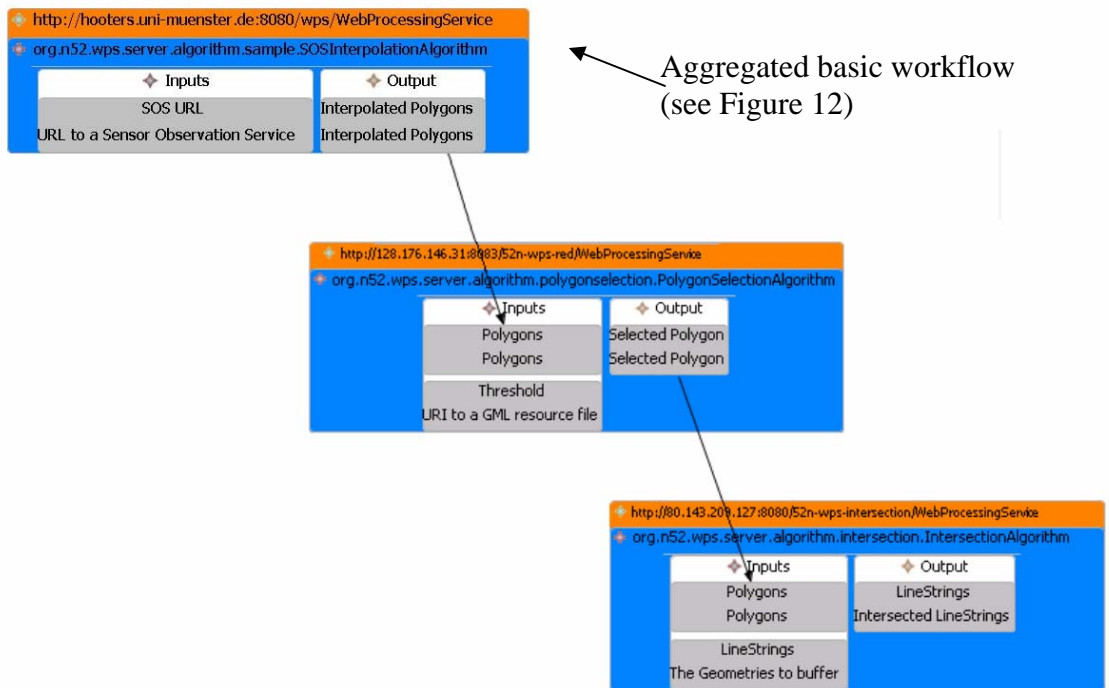 http://hooters.uni-muenster.de:8080/wps/WebProcessingService
org.n52.wps.server.algorithm.sample.SOSInterpolationAlgorithm
Inputs
Output
SOS URL
Interpolated Polygons
URL to a Sensor Observation Service
Interpolated Polygons
Aggregated basic workflow
(see Figure 12)
http://128.176.146.31:8083/52n-wps-red/WebProcessingService
org.n52.wps.server.algorithm.polygonselection.PolygonSelectionAlgorithm
Inputs
Output
Polygons
Selected Polygon
Polygons
Selected Polygon
Threshold
URI to a GML resource file
http://80.143.209.127:8080/52n-wps-intersection/WebProcessingService
org.n52.wps.server.algorithm.intersection.IntersectionAlgorithm
Inputs
Output
Polygons
LineStrings
Polygons
Intersected LineStrings
LineStrings
The Geometries to buffer